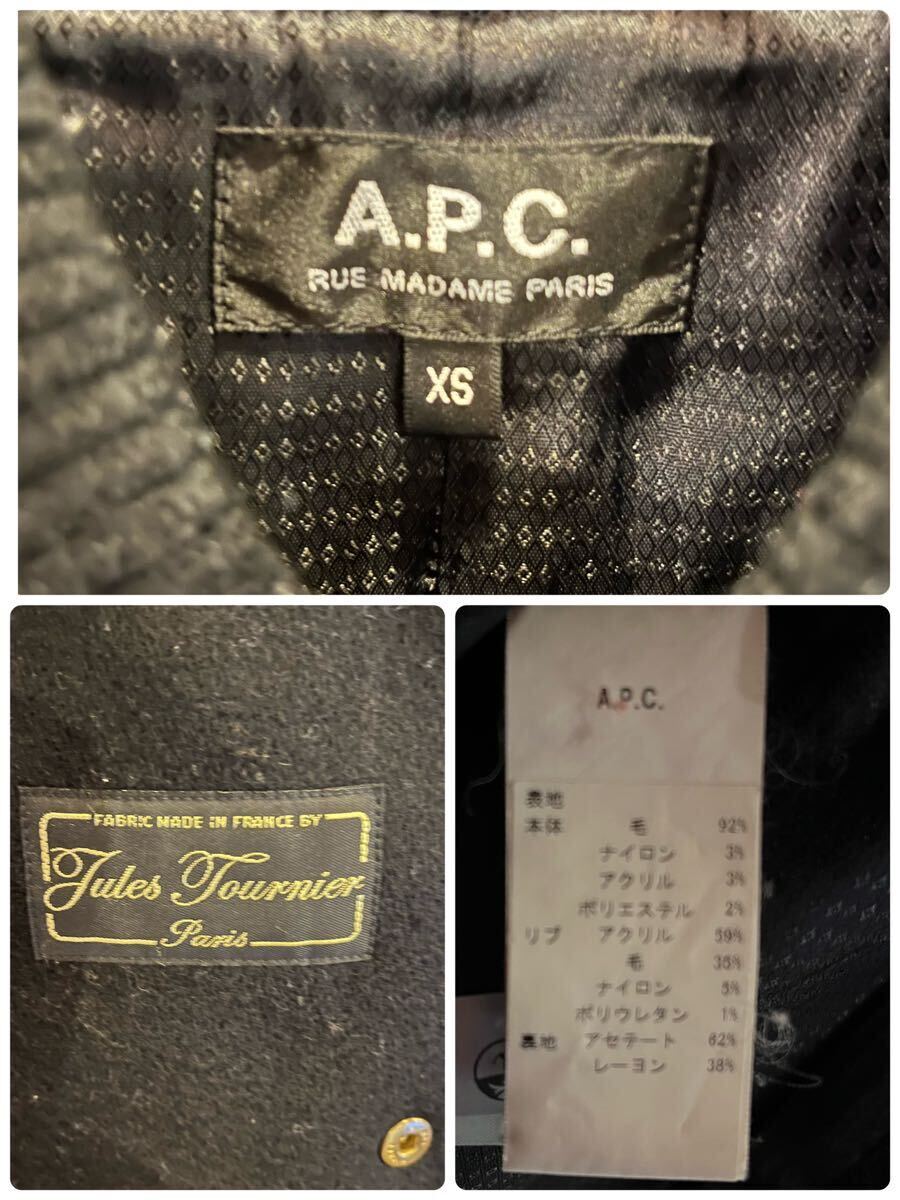 A.P.C.
RUE MADAME PARIS
XS
FABRIC MADE IN FRANCE BY
Jules Tournier
Paris
A.P.C.
表地
本体 毛 92%
ナイロン 3%
アクリル 3%
ポリエステル 2%
リブ アクリル 59%
毛 35%
ナイロン 5%
ポリウレタン 1%
裏地 アセテート 62%
レーヨン 38%